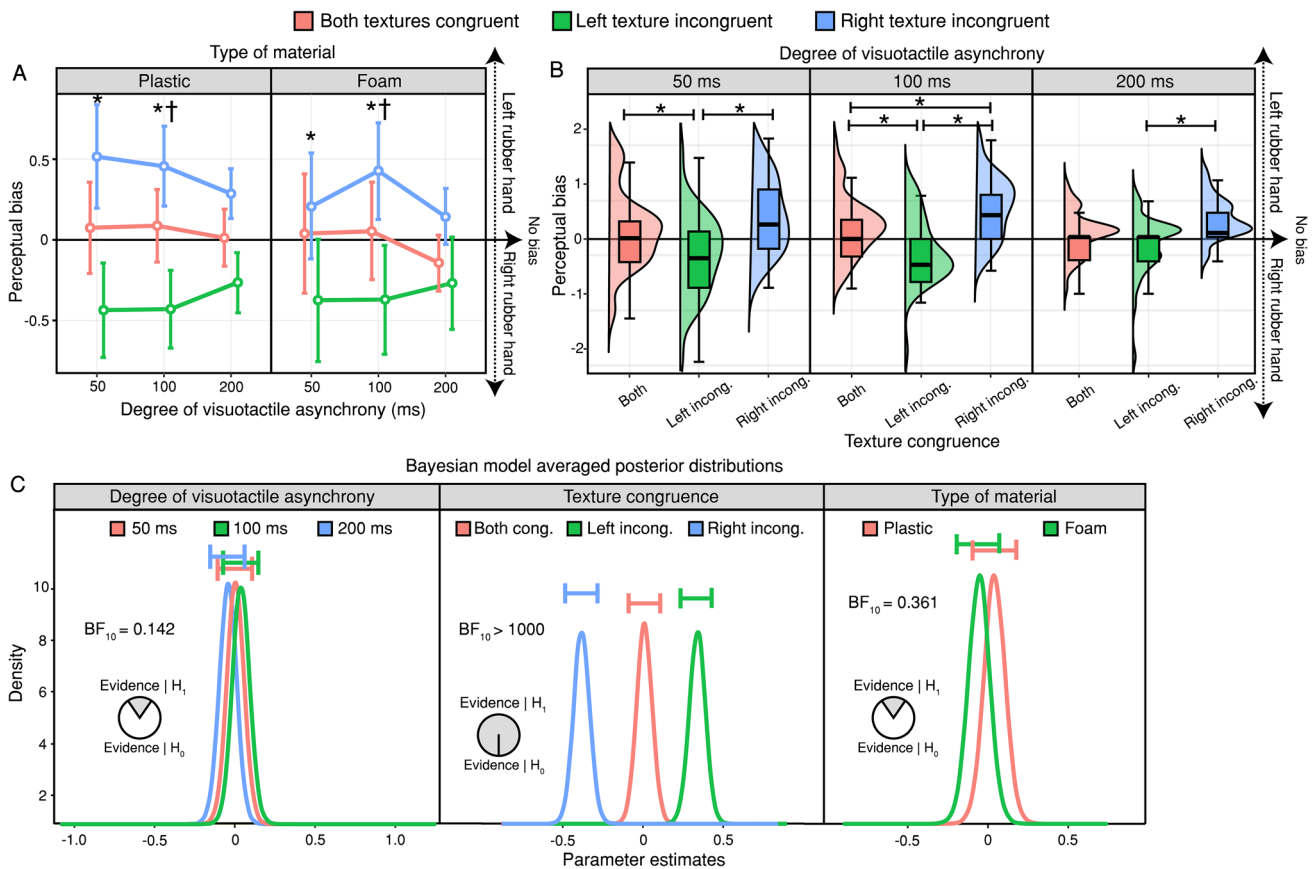 Both textures congruent Left texture incongruent Right texture incongruent
A
Type of material
Plastic Foam
* *† * *†
Perceptual bias
0.5
0
-0.5
50 100 200 50 100 200
Degree of visuotactile asynchrony (ms)
Left rubber hand
No bias
Right rubber hand
B
Degree of visuotactile asynchrony
50 ms 100 ms 200 ms
* * * * * *
Perceptual bias
2
1
0
-1
-2
Both Left incong. Right incong. Both Left incong. Right incong. Both Left incong. Right incong.
Texture congruence
Left rubber hand
No bias
Right rubber hand
Bayesian model averaged posterior distributions
C
Degree of visuotactile asynchrony Texture congruence Type of material
50 ms 100 ms 200 ms
Both cong. Left incong. Right incong.
Plastic Foam
Density
10
8
6
4
2
BF10 = 0.142
Evidence | H1
Evidence | H0
BF10 > 1000
Evidence | H1
Evidence | H0
BF10 = 0.361
Evidence | H1
Evidence | H0
-1.0 -0.5 0 0.5 1.0 -0.5 0 0.5 -0.5 0 0.5
Parameter estimates